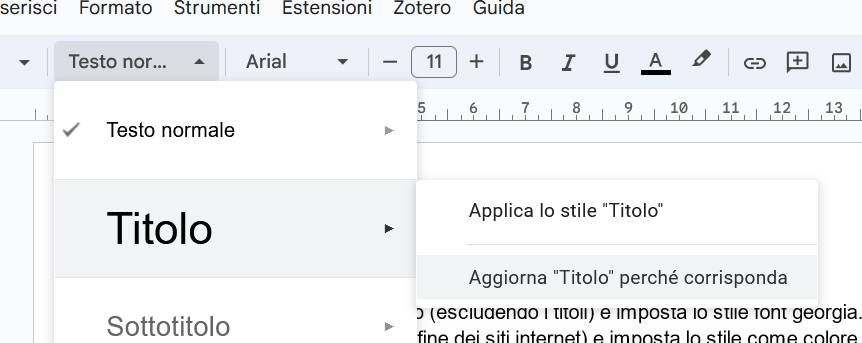 serisci Formato Strumenti Estensioni Zotero Guida
Testo nor... Arial 11 B I U A
5 6 7 8 9 10 11 12 13
Testo normale
Titolo
Applica lo stile "Titolo"
Aggiorna "Titolo" perché corrisponda
Sottotitolo
o (escludendo i titoli) e imposta lo stile font georgia.
fine dei siti internet) e imposta lo stile come colore